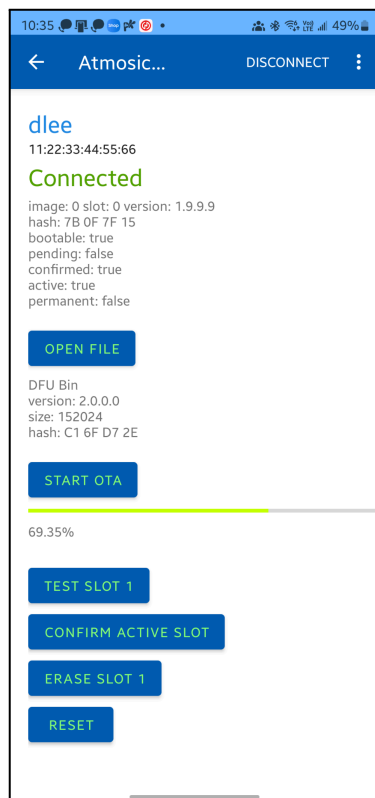 10:35
49%
Atmosic...
DISCONNECT
dlee
11:22:33:44:55:66
Connected
image: 0 slot: 0 version: 1.9.9.9
hash: 7B 0F 7F 15
bootable: true
pending: false
confirmed: true
active: true
permanent: false
OPEN FILE
DFU Bin
version: 2.0.0.0
size: 152024
hash: C1 6F D7 2E
START OTA
69.35%
TEST SLOT 1
CONFIRM ACTIVE SLOT
ERASE SLOT 1
RESET